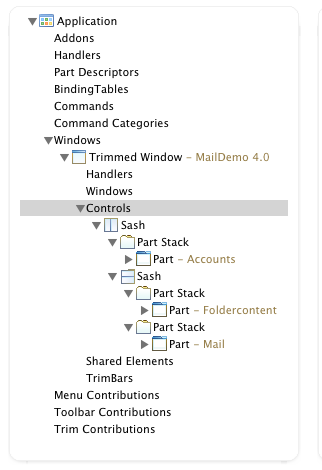 Application
Addons
Handlers
Part Descriptors
BindingTables
Commands
Command Categories
Windows
Trimmed Window – MailDemo 4.0
Handlers
Windows
Controls
Sash
Part Stack
Part – Accounts
Sash
Part Stack
Part – Foldercontent
Part Stack
Part – Mail
Shared Elements
TrimBars
Menu Contributions
Toolbar Contributions
Trim Contributions